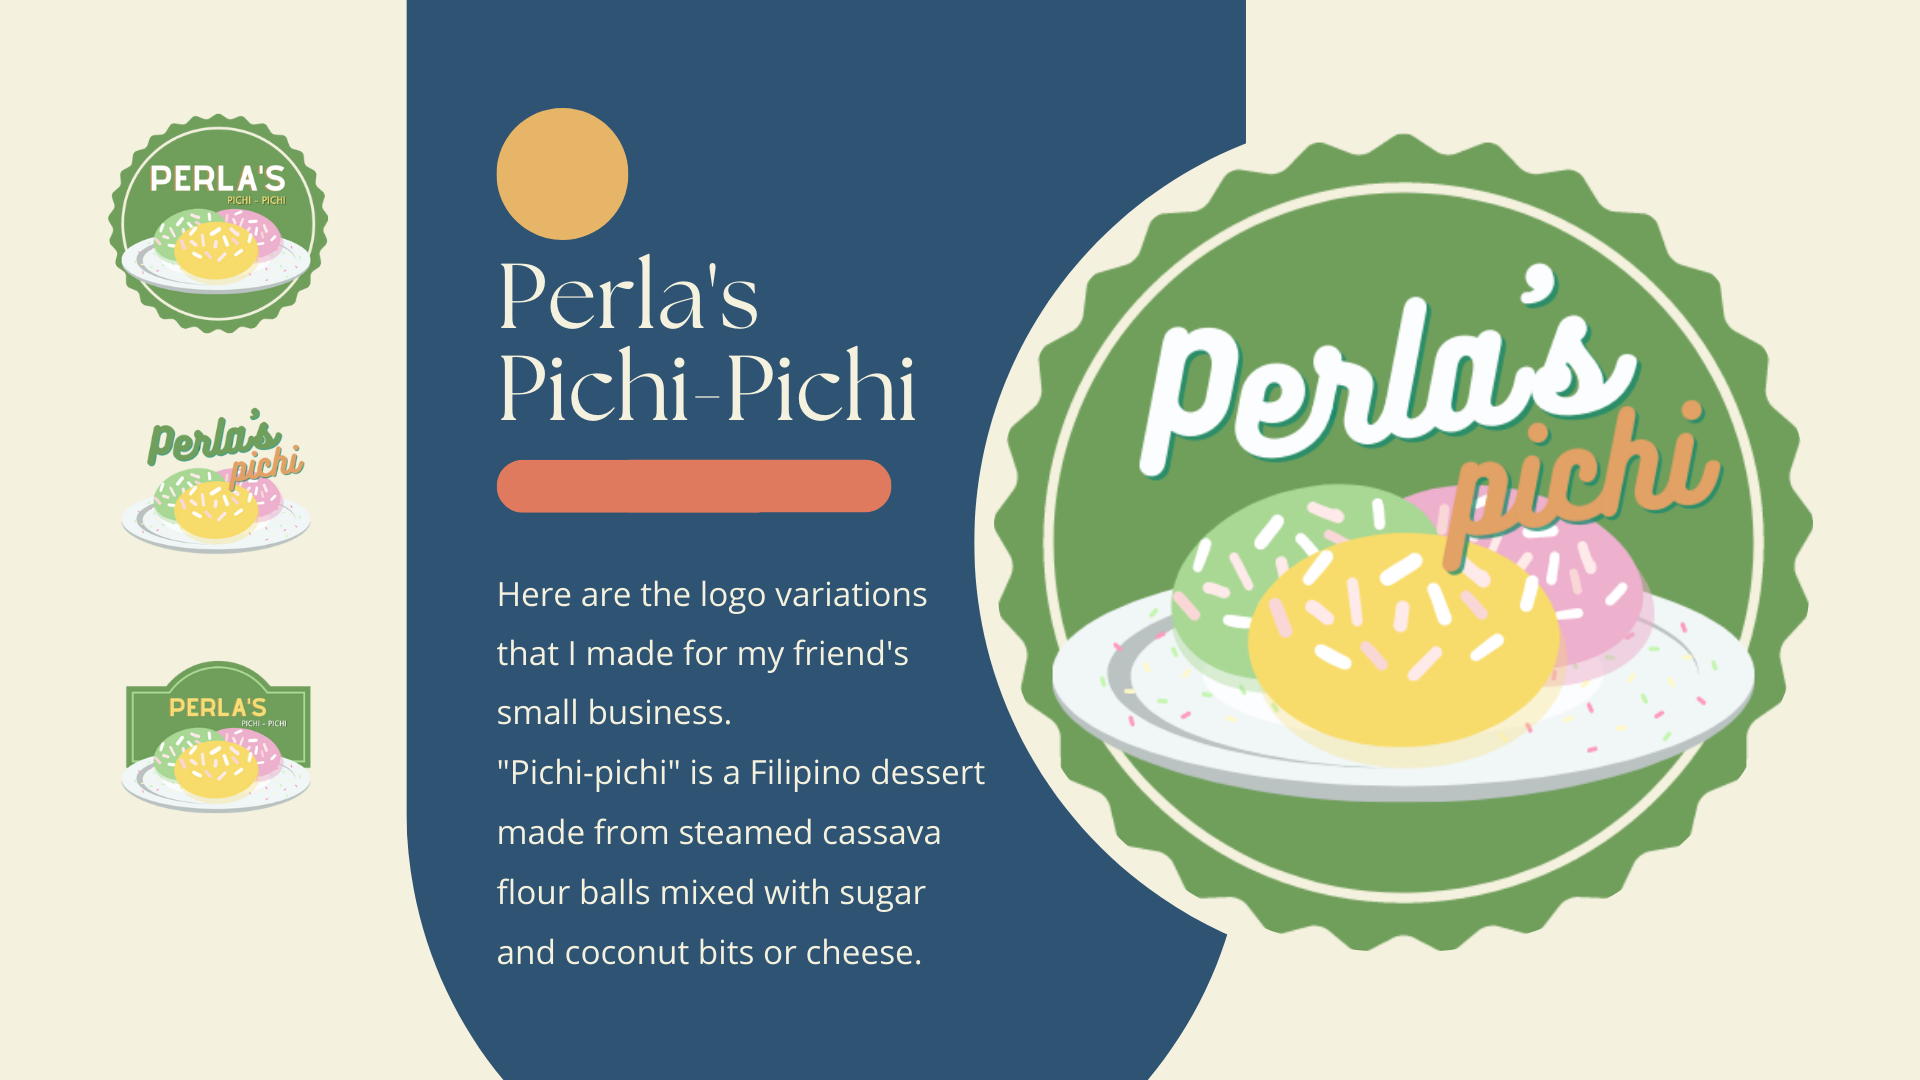 PERLA'S
PICHI - PICHI
Perla's
pichi
PERLA'S
PICHI - PICHI
Perla's
Pichi-Pichi
Here are the logo variations
that I made for my friend's
small business.
"Pichi-pichi" is a Filipino dessert
made from steamed cassava
flour balls mixed with sugar
and coconut bits or cheese.
Perla's
pichi